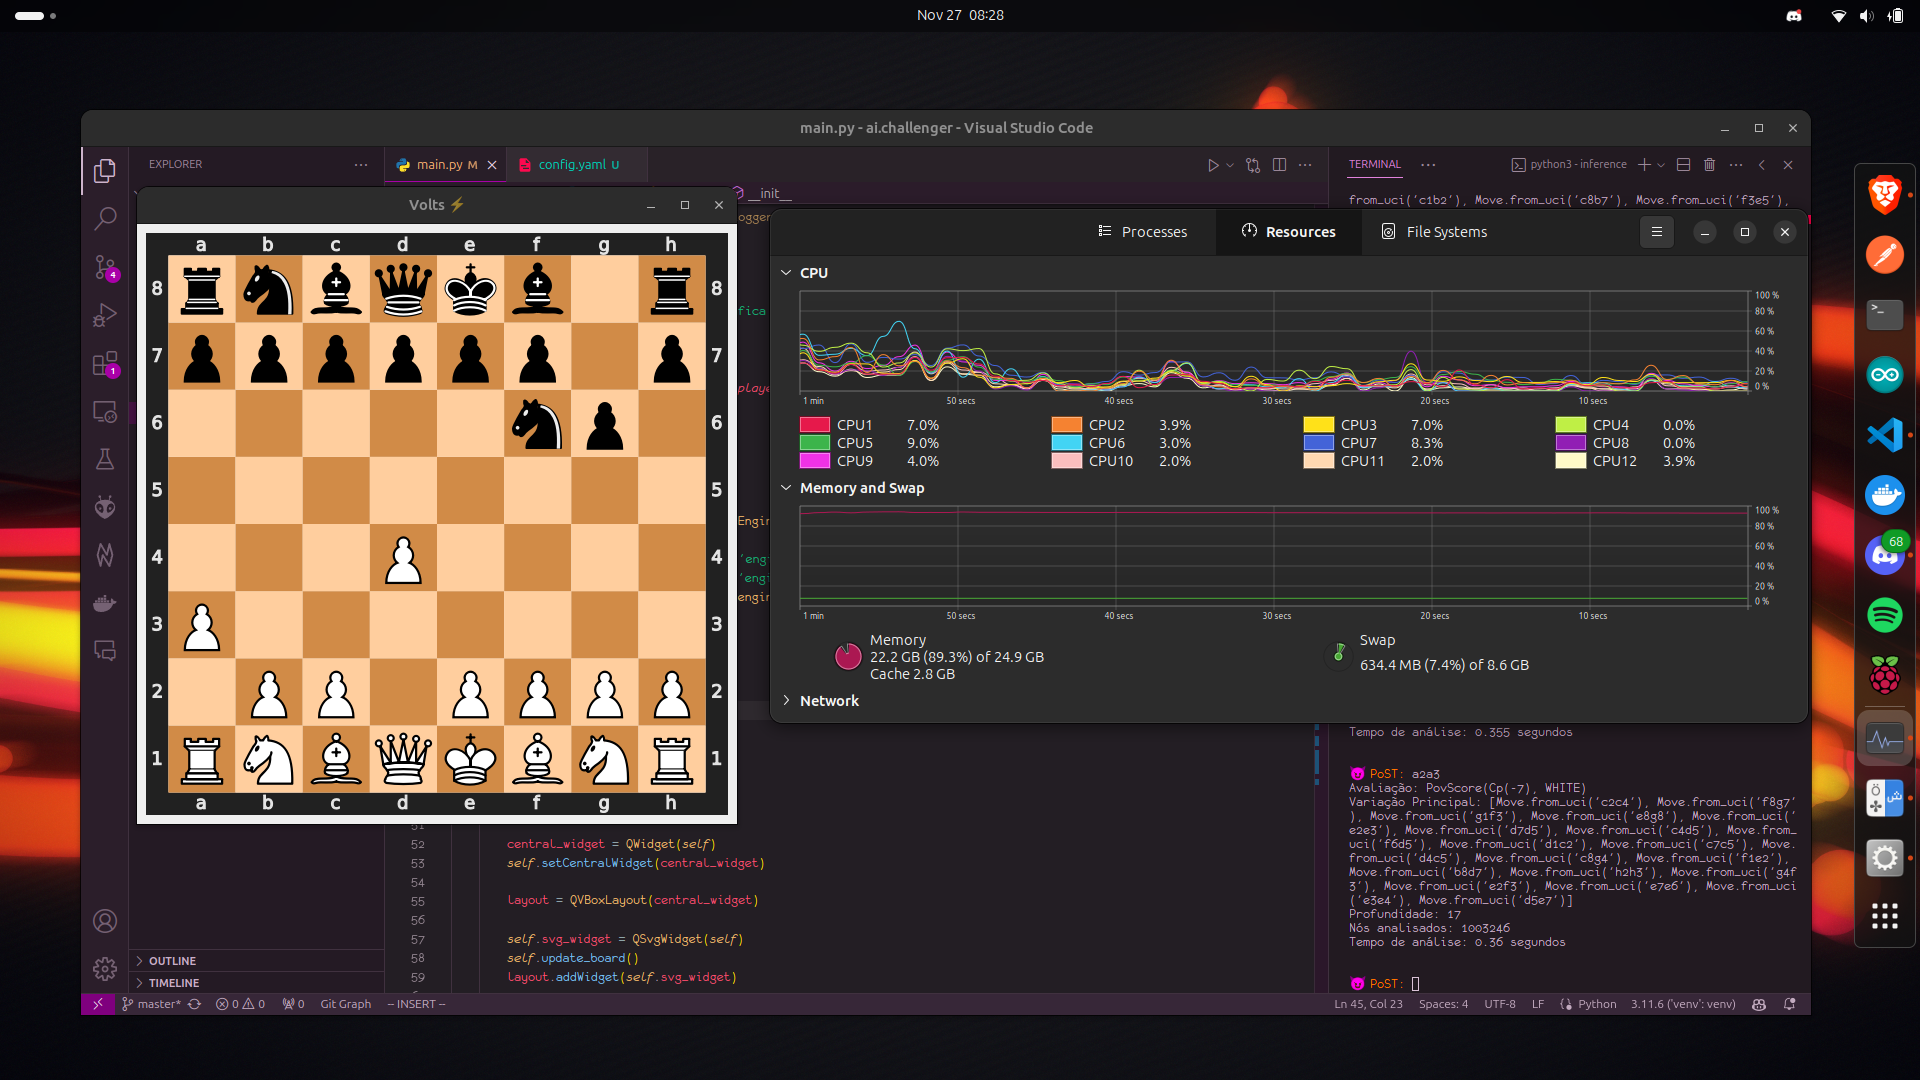 Nov 27  08:28
main.py - ai.challenger - Visual Studio Code
EXPLORER
main.py M
config.yaml U
TERMINAL
python3 - inference
__init__
from_uci('c1b2'), Move.from_uci('c8b7'), Move.from_uci('f3e5'),
Volts ⚡
a b c d e f g h
8 8
7 7
6 6
5 5
4 4
3 3
2 2
1 1
a b c d e f g h
ogger
fica
playe
Engin
'engi
'engi
engin
Processes
Resources
File Systems
CPU
100 %
80 %
60 %
40 %
20 %
0 %
1 min 50 secs 40 secs 30 secs 20 secs 10 secs
CPU1 7.0% CPU2 3.9% CPU3 7.0% CPU4 0.0%
CPU5 9.0% CPU6 3.0% CPU7 8.3% CPU8 0.0%
CPU9 4.0% CPU10 2.0% CPU11 2.0% CPU12 3.9%
Memory and Swap
100 %
80 %
60 %
40 %
20 %
0 %
1 min 50 secs 40 secs 30 secs 20 secs 10 secs
Memory
22.2 GB (89.3%) of 24.9 GB
Cache 2.8 GB
Swap
634.4 MB (7.4%) of 8.6 GB
Network
51
52 central_widget = QWidget(self)
53 self.setCentralWidget(central_widget)
54
55 layout = QVBoxLayout(central_widget)
56
57 self.svg_widget = QSvgWidget(self)
58 self.update_board()
59 layout.addWidget(self.svg_widget)
Tempo de análise: 0.355 segundos
😈 PoST: a2a3
Avaliação: PovScore(Cp(-7), WHITE)
Variação Principal: [Move.from_uci('c2c4'), Move.from_uci('f8g7'
), Move.from_uci('g1f3'), Move.from_uci('e8g8'), Move.from_uci('
e2e3'), Move.from_uci('d7d5'), Move.from_uci('c4d5'), Move.from_
uci('f6d5'), Move.from_uci('d1c2'), Move.from_uci('c7c5'), Move.
from_uci('d4c5'), Move.from_uci('c8g4'), Move.from_uci('f1e2'),
Move.from_uci('b8d7'), Move.from_uci('h2h3'), Move.from_uci('g4f
3'), Move.from_uci('e2f3'), Move.from_uci('e7e6'), Move.from_uci
('e3e4'), Move.from_uci('d5e7')]
Profundidade: 17
Nós analisados: 1003246
Tempo de análise: 0.36 segundos
😈 PoST:
OUTLINE
TIMELINE
master* 0 0 0 Git Graph -- INSERT --
Ln 45, Col 23 Spaces: 4 UTF-8 LF Python 3.11.6 ('venv': venv)
4
1
68